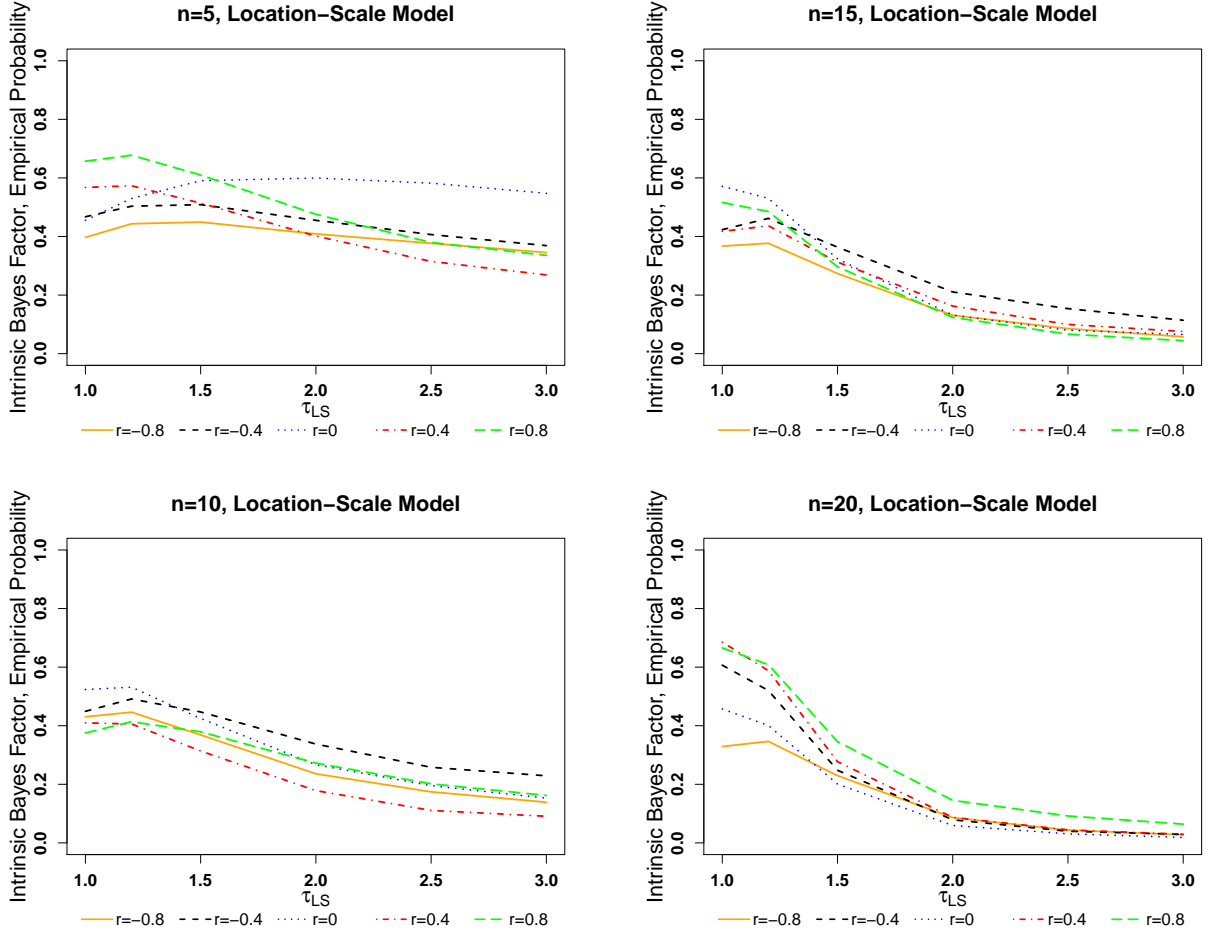 n=5, Location−Scale Model
Intrinsic Bayes Factor, Empirical Probability
0.0 0.2 0.4 0.6 0.8 1.0
1.0 1.5 2.0 2.5 3.0
τLS
r=−0.8 r=−0.4 r=0 r=0.4 r=0.8
n=15, Location−Scale Model
Intrinsic Bayes Factor, Empirical Probability
0.0 0.2 0.4 0.6 0.8 1.0
1.0 1.5 2.0 2.5 3.0
τLS
r=−0.8 r=−0.4 r=0 r=0.4 r=0.8
n=10, Location−Scale Model
Intrinsic Bayes Factor, Empirical Probability
0.0 0.2 0.4 0.6 0.8 1.0
1.0 1.5 2.0 2.5 3.0
τLS
r=−0.8 r=−0.4 r=0 r=0.4 r=0.8
n=20, Location−Scale Model
Intrinsic Bayes Factor, Empirical Probability
0.0 0.2 0.4 0.6 0.8 1.0
1.0 1.5 2.0 2.5 3.0
τLS
r=−0.8 r=−0.4 r=0 r=0.4 r=0.8